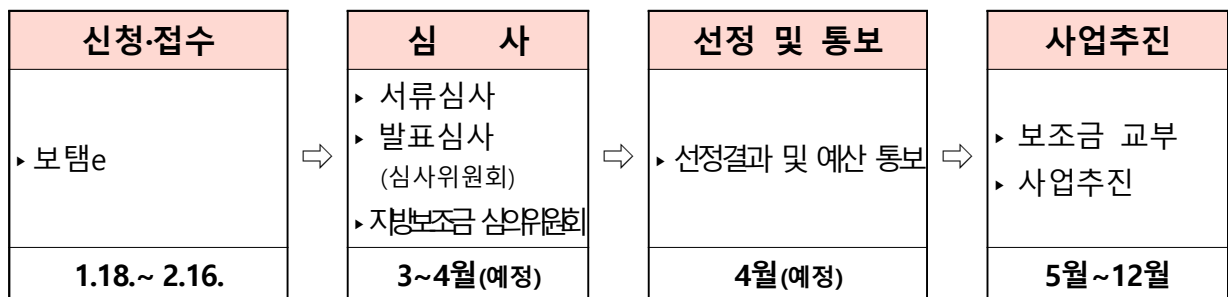 신청·접수
▸ 보탬e
1.18.~ 2.16.
⇨
심 사
▸ 서류심사
▸ 발표심사
(심사위원회)
▸ 지방보조금 심의위원회
3~4월(예정)
⇨
선정 및 통보
▸ 선정결과 및 예산 통보
4월(예정)
⇨
사업추진
▸ 보조금 교부
▸ 사업추진
5월~12월